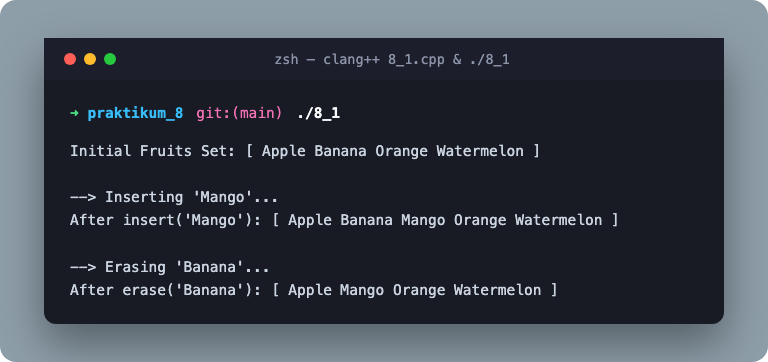 zsh — clang++ 8_1.cpp & ./8_1
➜ praktikum_8 git:(main) ./8_1
Initial Fruits Set: [ Apple Banana Orange Watermelon ]
--> Inserting 'Mango'...
After insert('Mango'): [ Apple Banana Mango Orange Watermelon ]
--> Erasing 'Banana'...
After erase('Banana'): [ Apple Mango Orange Watermelon ]